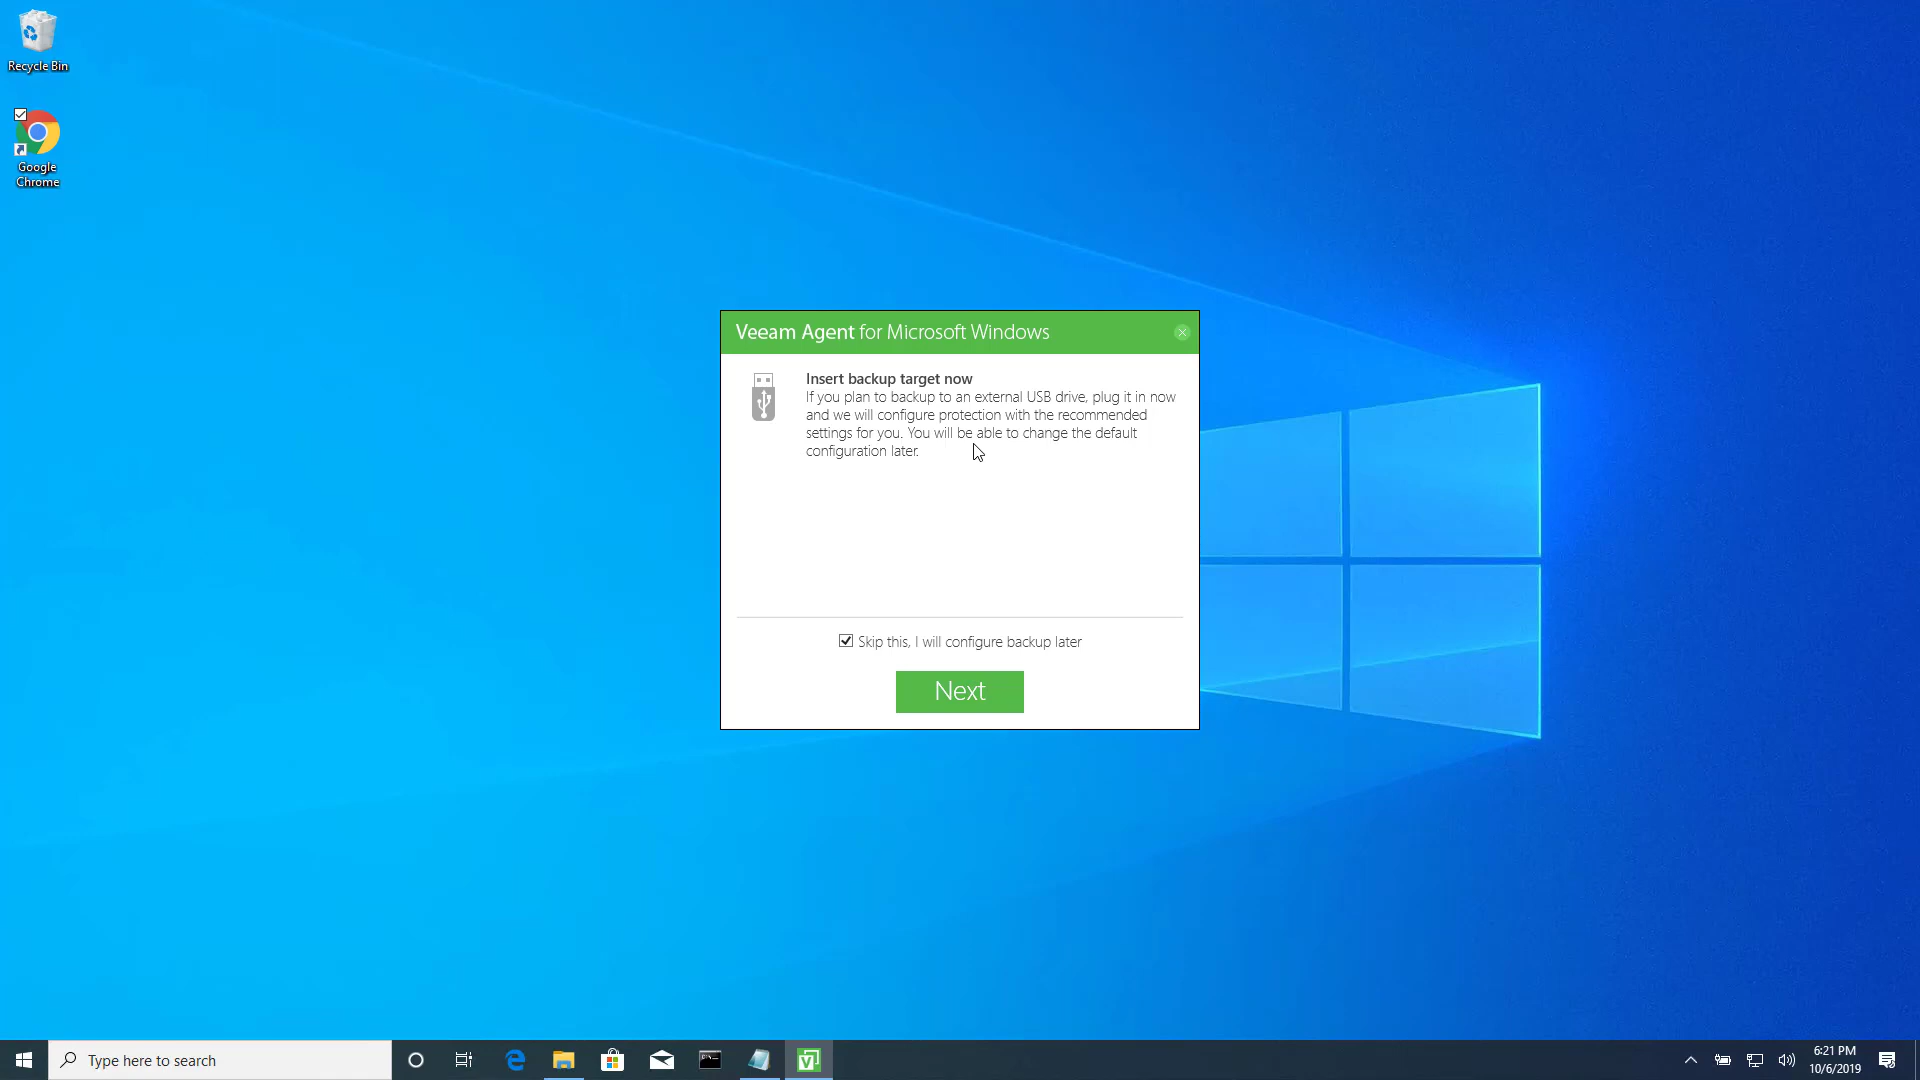 Recycle Bin
Google
Chrome
Veeam Agent for Microsoft Windows
Insert backup target now
If you plan to backup to an external USB drive, plug it in now
and we will configure protection with the recommended
settings for you. You will be able to change the default
configuration later.
Skip this, I will configure backup later
Next
Type here to search
6:21 PM
10/6/2019